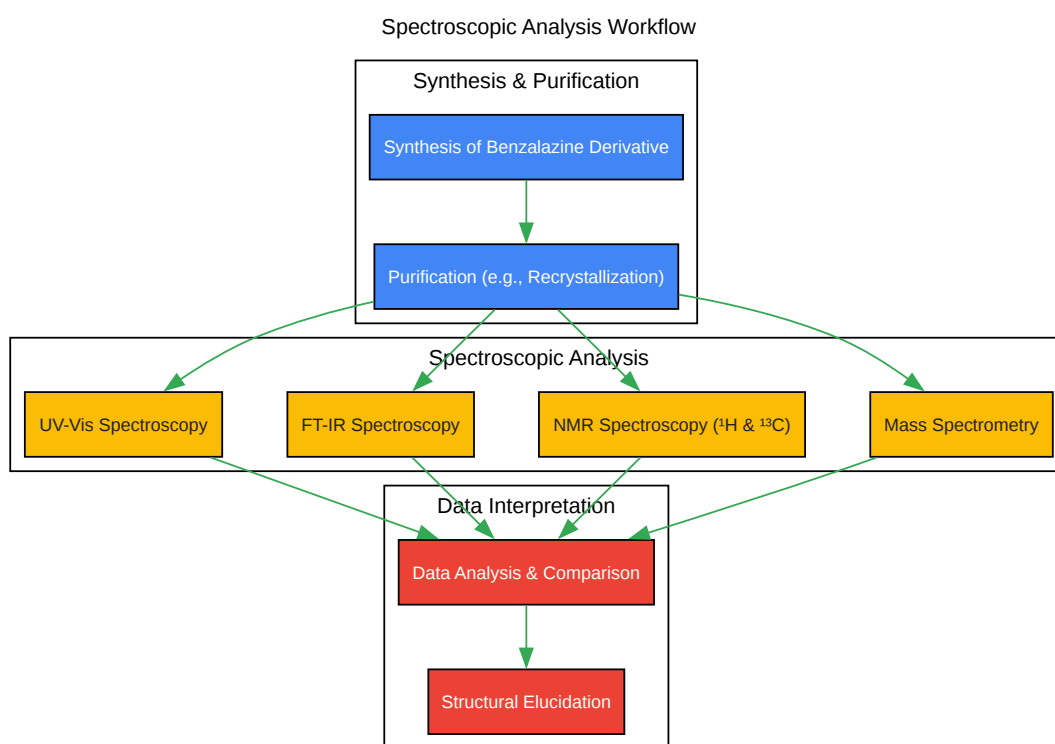 Spectroscopic Analysis Workflow
Synthesis & Purification
Synthesis of Benzalazine Derivative
Purification (e.g., Recrystallization)
Spectroscopic Analysis
UV-Vis Spectroscopy
FT-IR Spectroscopy
NMR Spectroscopy (¹H & ¹³C)
Mass Spectrometry
Data Interpretation
Data Analysis & Comparison
Structural Elucidation